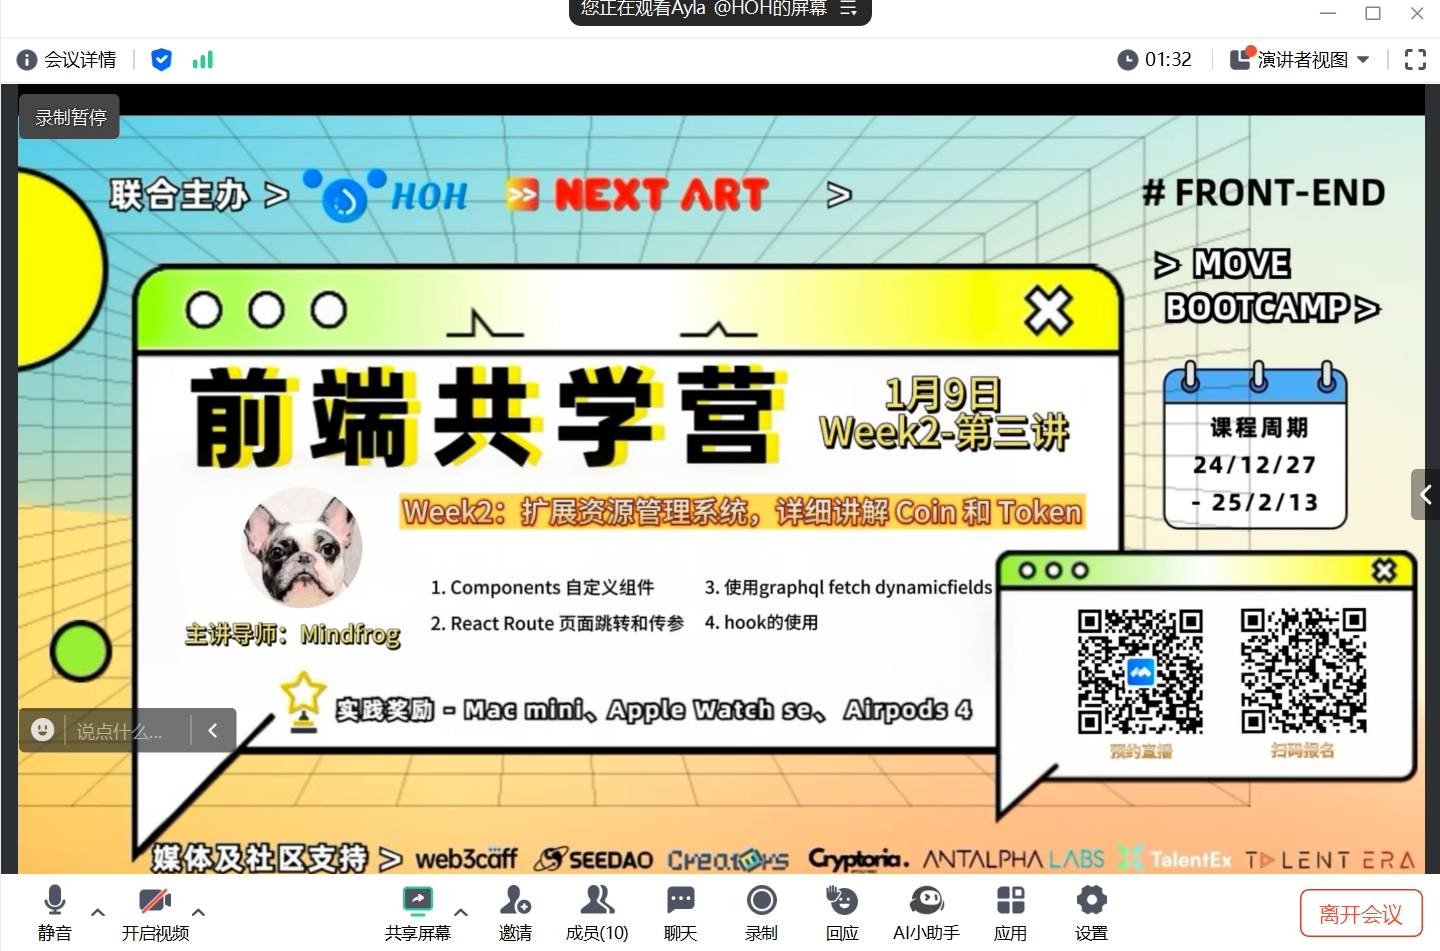 您正在观看Ayla @HOH的屏幕
会议详情
01:32
演讲者视图
录制暂停
联合主办 > HOH NEXT ART >
# FRONT-END
> MOVE
BOOTCAMP >
前端共学营
1月9日
Week2-第三讲
课程周期
24/12/27
- 25/2/13
Week2：扩展资源管理系统，详细讲解 Coin 和 Token
1. Components 自定义组件
3. 使用graphql fetch dynamicfields
2. React Route 页面跳转和传参
4. hook的使用
主讲导师：Mindfrog
实践奖励 - Mac mini、Apple Watch se、Airpods 4
预约直播
扫码报名
说点什么...
媒体及社区支持 > web3caff SEEDAO Creators Cryptoria. ANTALPHA LABS TalentEx TALENT ERA
静音
开启视频
共享屏幕
邀请
成员(10)
聊天
录制
回应
AI小助手
应用
设置
离开会议